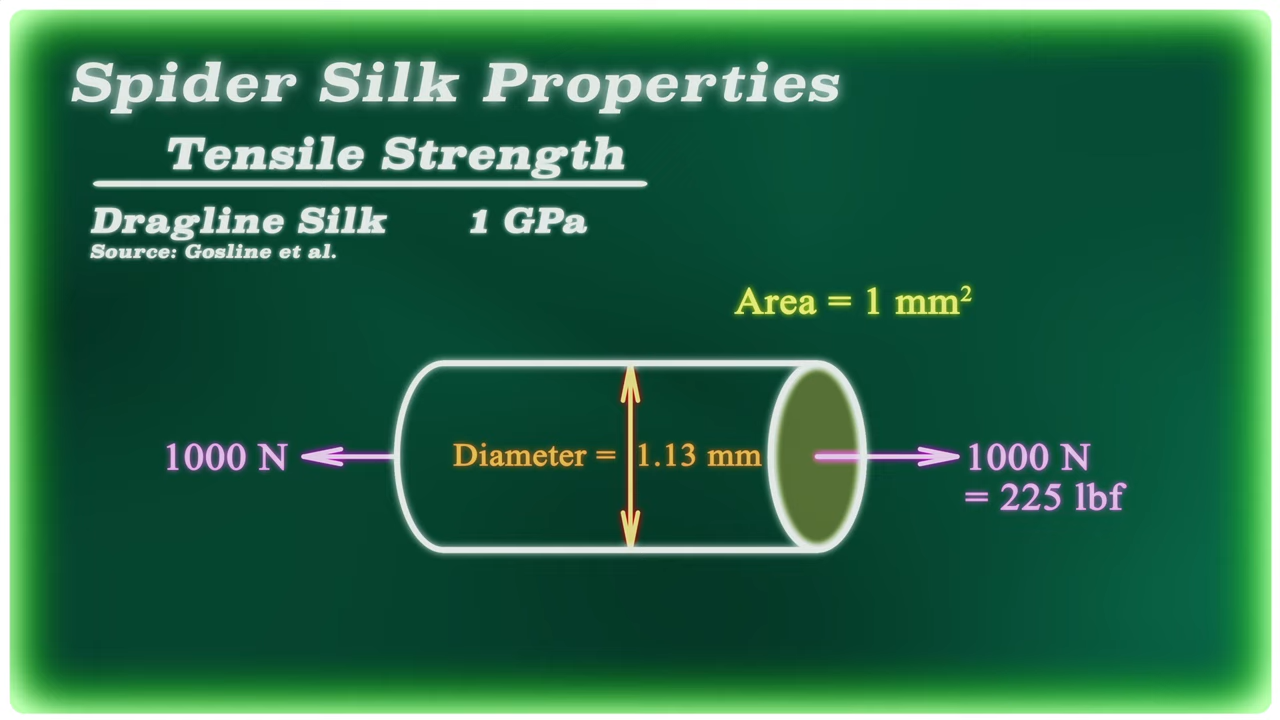 Spider Silk Properties
Tensile Strength
Dragline Silk 1 GPa
Source: Gosline et al.
Area = 1 mm²
1000 N
Diameter = 1.13 mm
1000 N
= 225 lbf